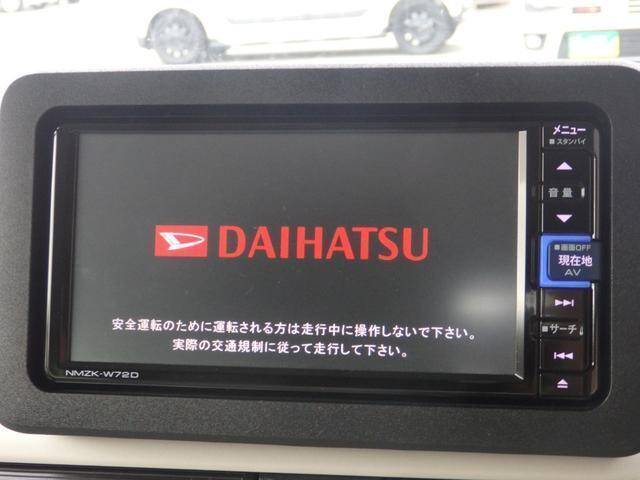 DAIHATSU
安全運転のために運転される方は走行中に操作しないで下さい。
実際の交通規制に従って走行して下さい。
NMZK-W72D
メニュー
スタンバイ
音量
画面OFF
現在地
AV
サーチ